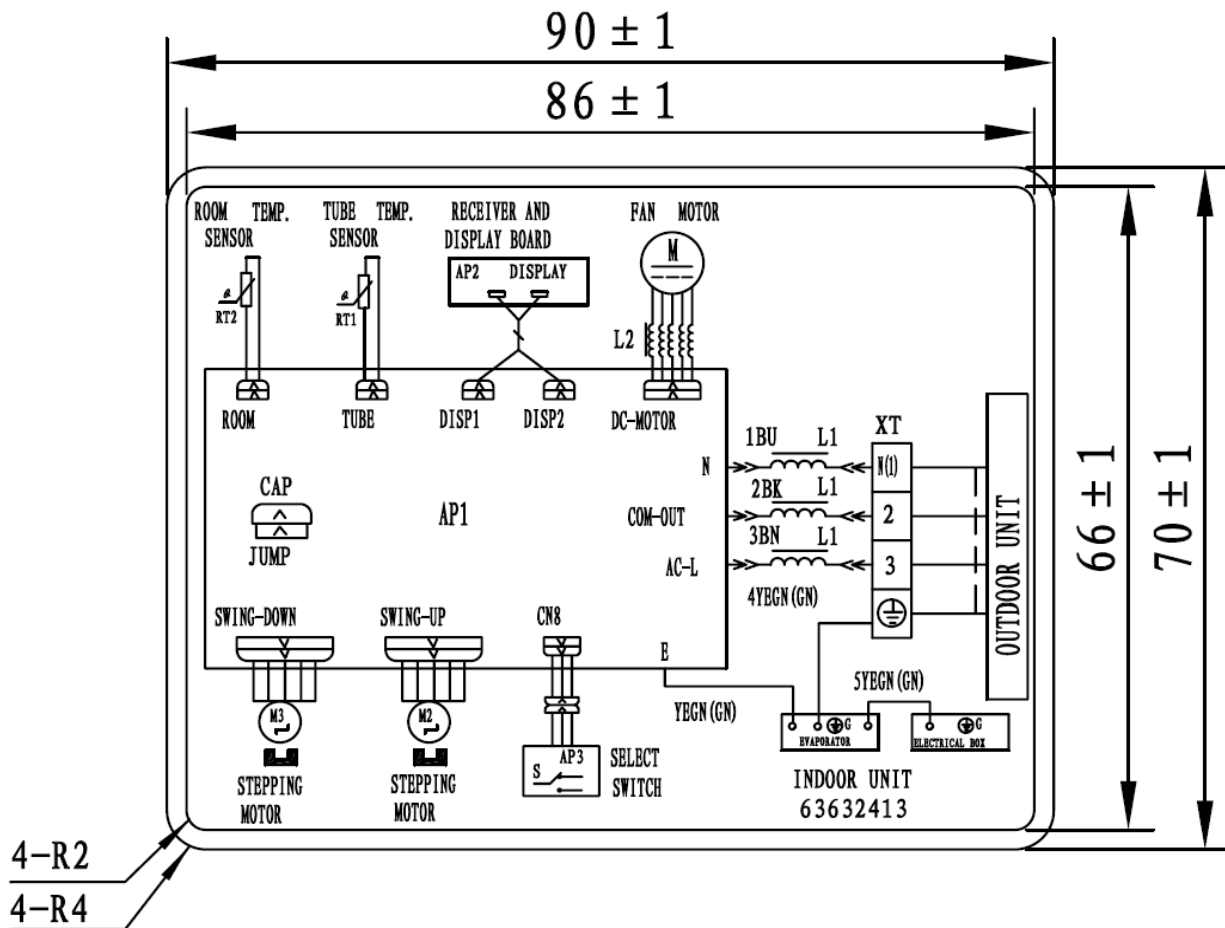 90±1
86±1
ROOM TEMP.
SENSOR
TUBE TEMP.
SENSOR
RECEIVER AND
DISPLAY BOARD
FAN MOTOR
AP2 DISPLAY
M
RT2
RT1
L2
ROOM
TUBE
DISP1
DISP2
DC-MOTOR
XT
1BU L1
N
N(1)
CAP
JUMP
AP1
2BK L1
COM-OUT
2
3BN L1
AC-L
3
4YEGN(GN)
OUTDOOR UNIT
66±1
70±1
SWING-DOWN
SWING-UP
CN8
E
YEGN(GN)
5YEGN(GN)
M3
M2
G
EVAPORATOR
G
ELECTRICAL BOX
S
AP3
SELECT
SWITCH
STEPPING
MOTOR
STEPPING
MOTOR
INDOOR UNIT
63632413
4-R2
4-R4